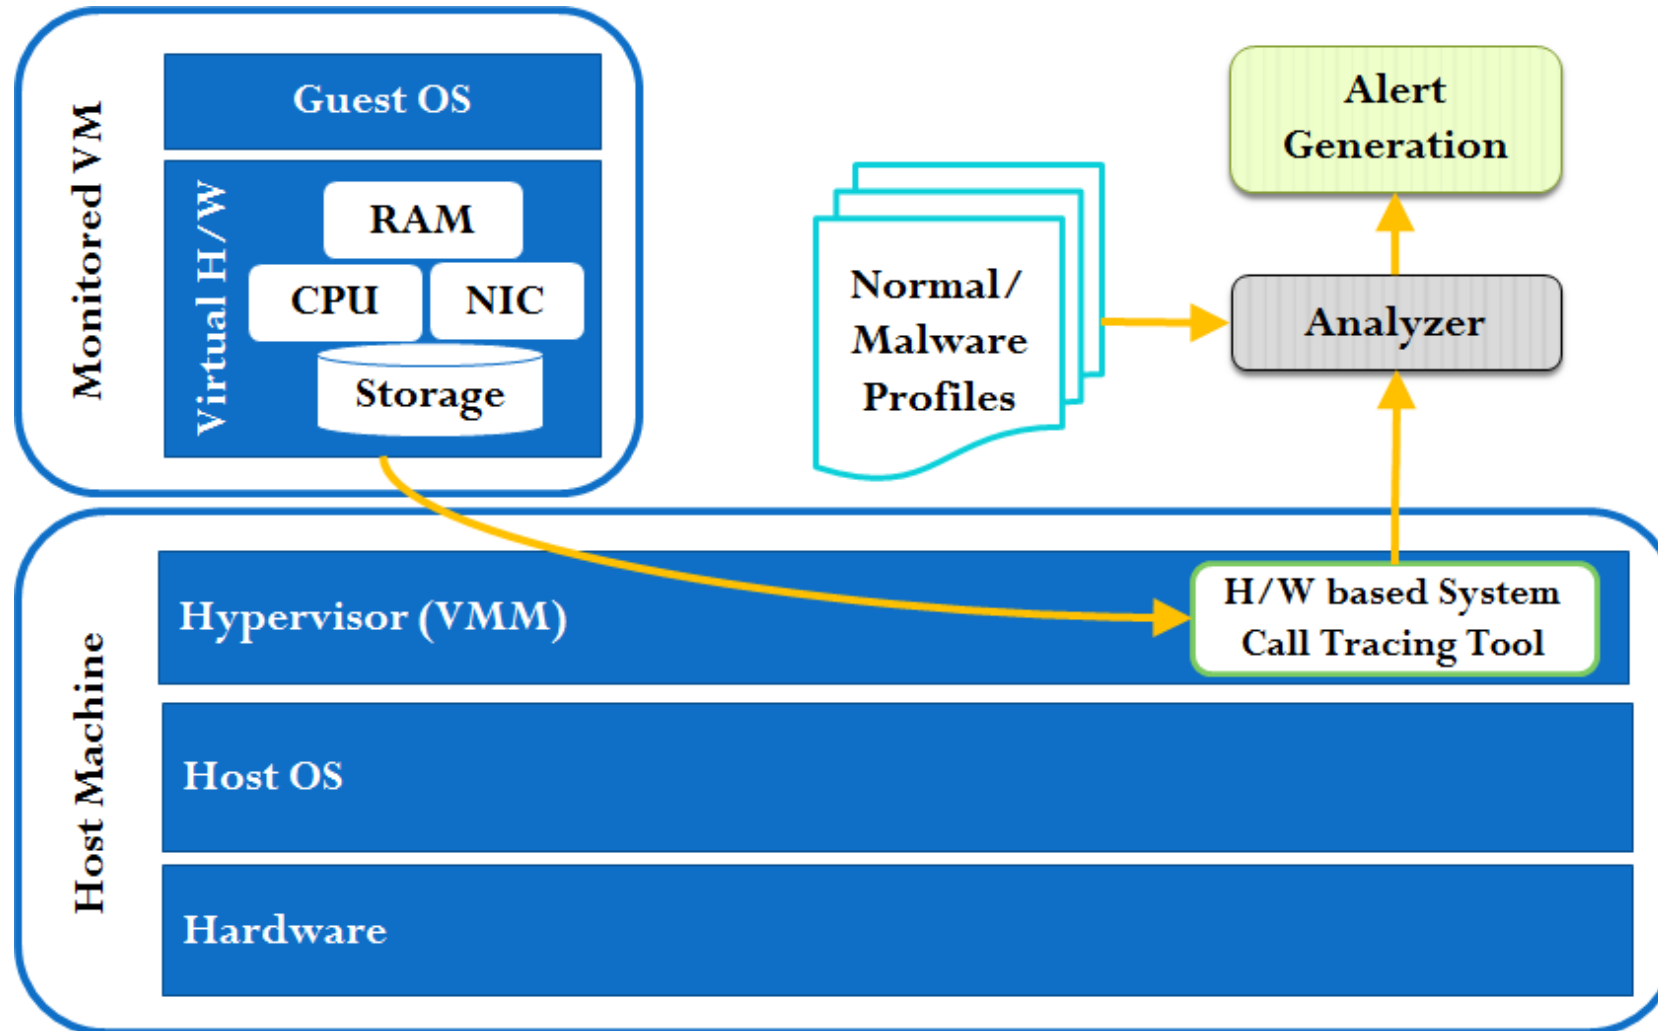 Monitored VM
Guest OS
Virtual H/W
RAM
CPU
NIC
Storage
Normal/
Malware
Profiles
Alert
Generation
Analyzer
Host Machine
Hypervisor (VMM)
H/W based System
Call Tracing Tool
Host OS
Hardware